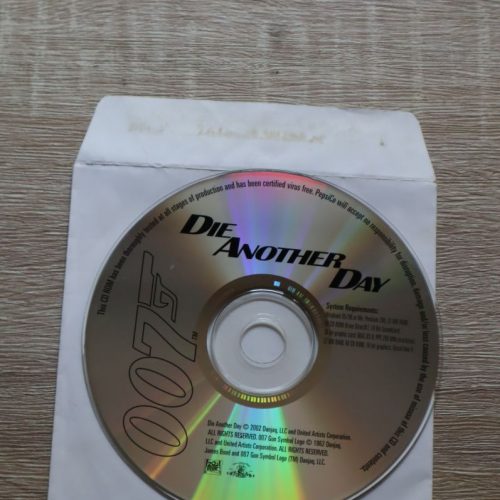 This CD ROM has been thoroughly tested at all stages of production and has been certified virus free. PepsiCo will accept no responsibility for disruption, damage and/or loss caused by the use of misuse of the CD and contents.
DIE
ANOTHER
DAY
007
TM
System Requirements:
Die Another Day © 2002 Danjaq, LLC and United Artists Corporation.
ALL RIGHTS RESERVED. 007 Gun Symbol Logo © 1962 Danjaq,
LLC and United Artists Corporation. ALL RIGHTS RESERVED.
James Bond and 007 Gun Symbol Logo (TM) Danjaq, LLC.